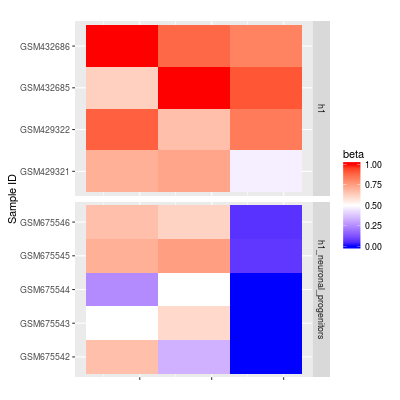 GSM432686
GSM432685
GSM429322
GSM429321
h1
GSM675546
GSM675545
GSM675544
GSM675543
GSM675542
h1_neuronal_progenitors
Sample ID
beta
1.00
0.75
0.50
0.25
0.00